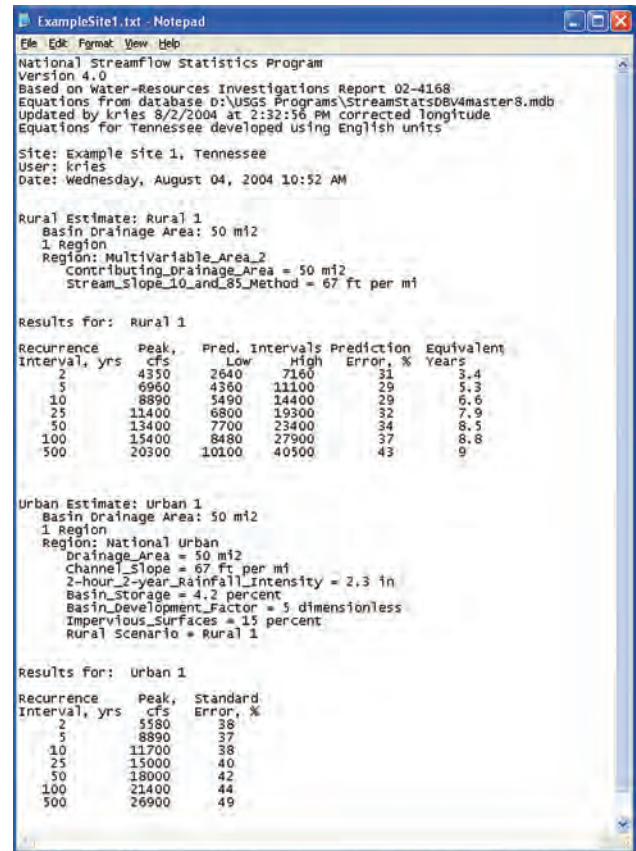 ExampleSite1.txt - Notepad
File Edit Format View Help
National Streamflow Statistics Program
Version 4.0
Based on Water-Resources Investigations Report 02-4168
Equations from database D:\USGS Programs\StreamStatsDBV4master8.mdb
Updated by kries 8/2/2004 at 2:32:56 PM corrected longitude
Equations for Tennessee developed using English units
Site: Example Site 1, Tennessee
User: kries
Date: Wednesday, August 04, 2004 10:52 AM
Rural Estimate: Rural 1
Basin Drainage Area: 50 mi2
1 Region
Region: MultiVariable_Area_2
Contributing_Drainage_Area = 50 mi2
Stream_Slope_10_and_85_Method = 67 ft per mi
Results for: Rural 1
Recurrence Peak, Pred. Intervals Prediction Equivalent
Interval, yrs cfs Low High Error, % Years
2 4350 2640 7160 31 3.4
5 6960 4360 11100 29 5.3
10 8890 5490 14400 29 6.6
25 11400 6800 19300 32 7.9
50 13400 7700 23400 34 8.5
100 15400 8480 27900 37 8.8
500 20300 10100 40500 43 9
Urban Estimate: Urban 1
Basin Drainage Area: 50 mi2
1 Region
Region: National Urban
Drainage_Area = 50 mi2
Channel_Slope = 67 ft per mi
2-hour_2-year_Rainfall_Intensity = 2.3 in
Basin_Storage = 4.2 percent
Basin_Development_Factor = 5 dimensionless
Impervious_Surfaces = 15 percent
Rural Scenario = Rural 1
Results for: Urban 1
Recurrence Peak, Standard
Interval, yrs cfs Error, %
2 5580 38
5 8890 37
10 11700 38
25 15000 40
50 18000 42
100 21400 44
500 26900 49